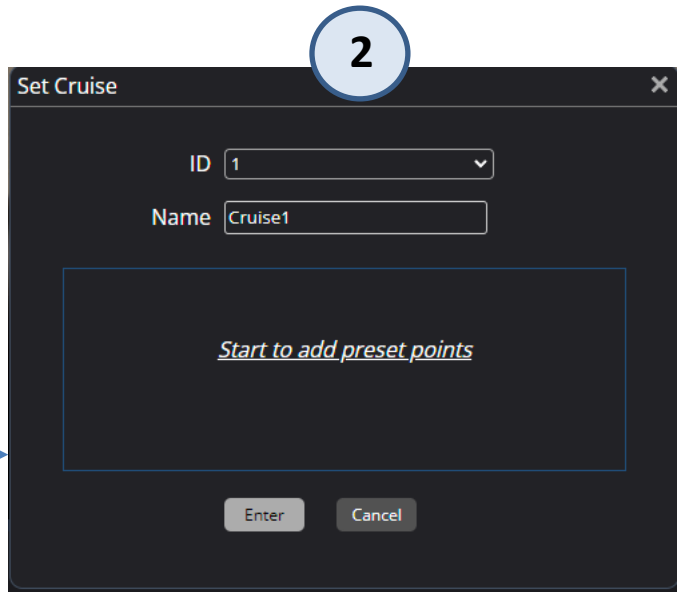 2
Set Cruise
ID 1
Name Cruise1
Start to add preset points
Enter Cancel